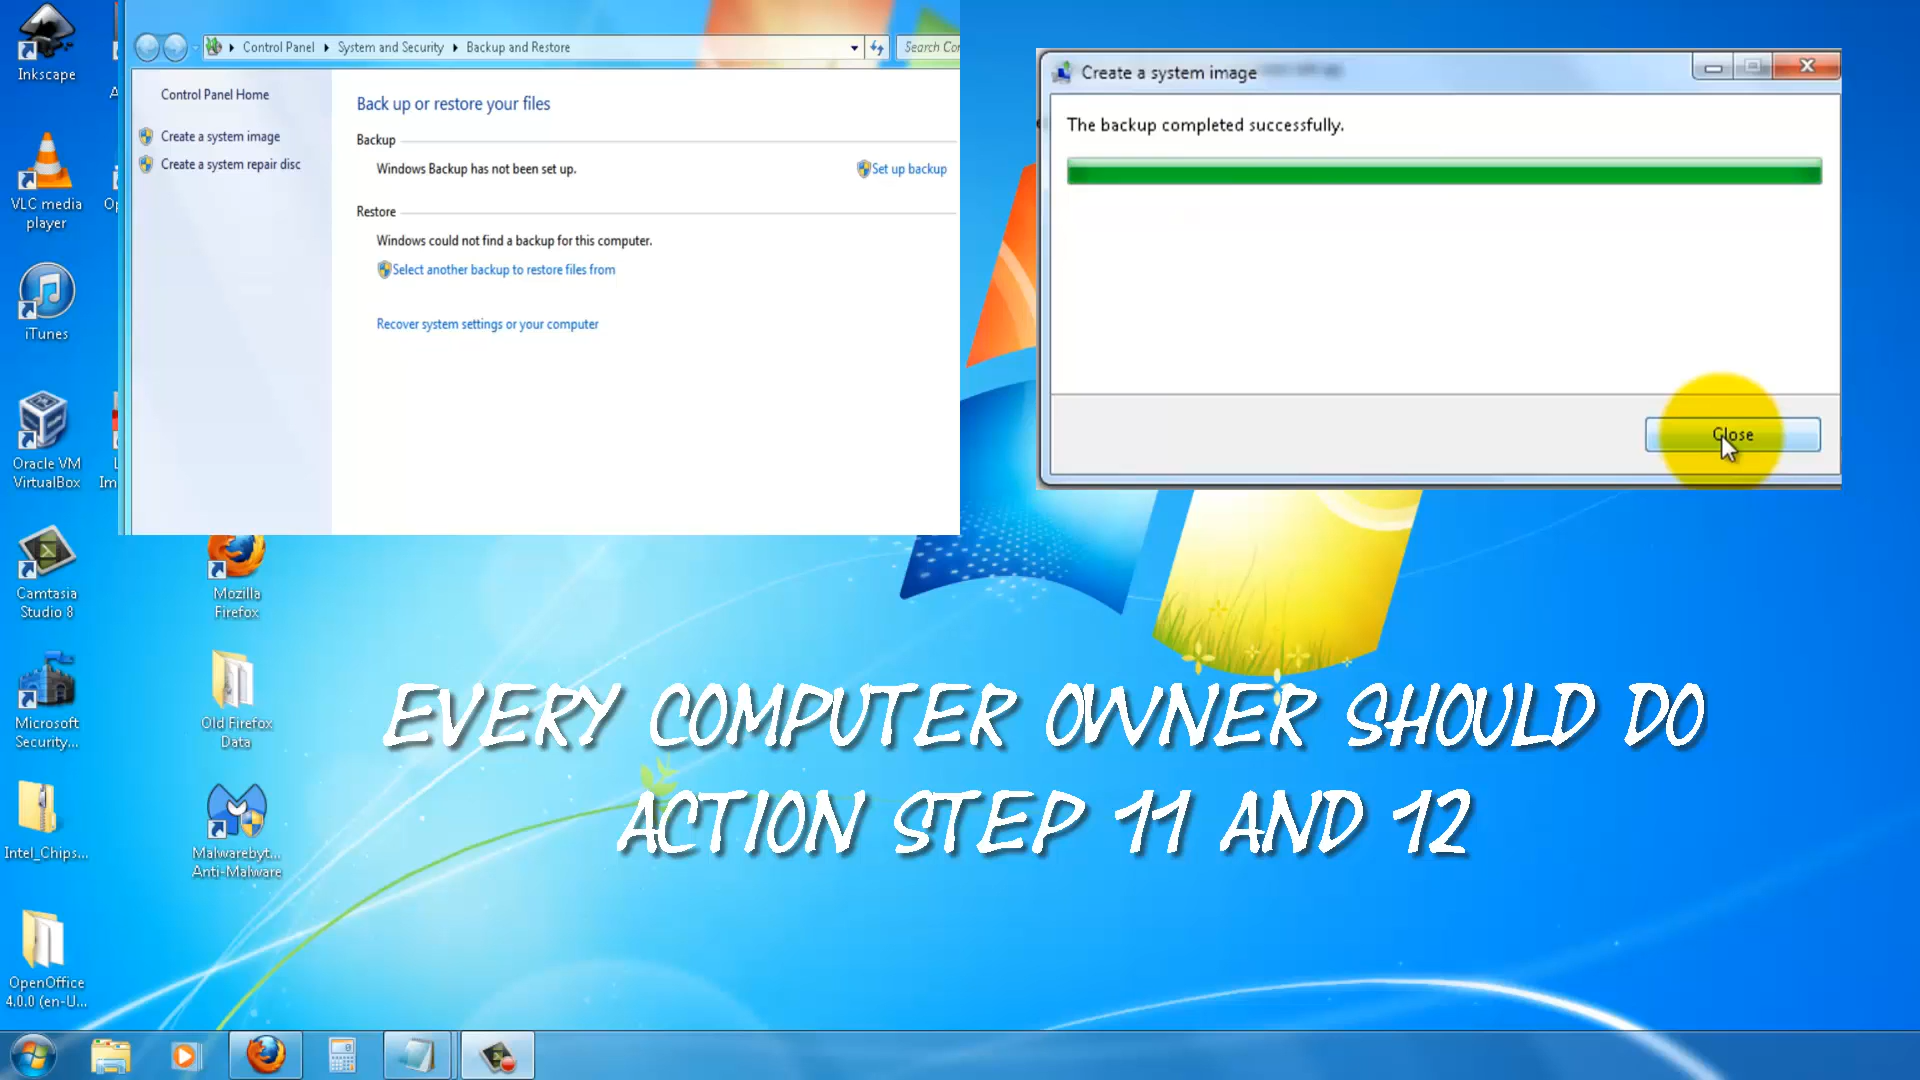 Inkscape
VLC media
player
iTunes
Oracle VM
VirtualBox
Im
Camtasia
Studio 8
Microsoft
Security...
Intel_Chips...
OpenOffice
4.0.0 (en-U...
Mozilla
Firefox
Old Firefox
Data
Malwarebyt...
Anti-Malware
Control Panel ▸ System and Security ▸ Backup and Restore
Search Con
Control Panel Home
Create a system image
Create a system repair disc
Back up or restore your files
Backup
Windows Backup has not been set up.
Set up backup
Restore
Windows could not find a backup for this computer.
Select another backup to restore files from
Recover system settings or your computer
Create a system image
The backup completed successfully.
Close
EVERY COMPUTER OWNER SHOULD DO
ACTION STEP 11 AND 12